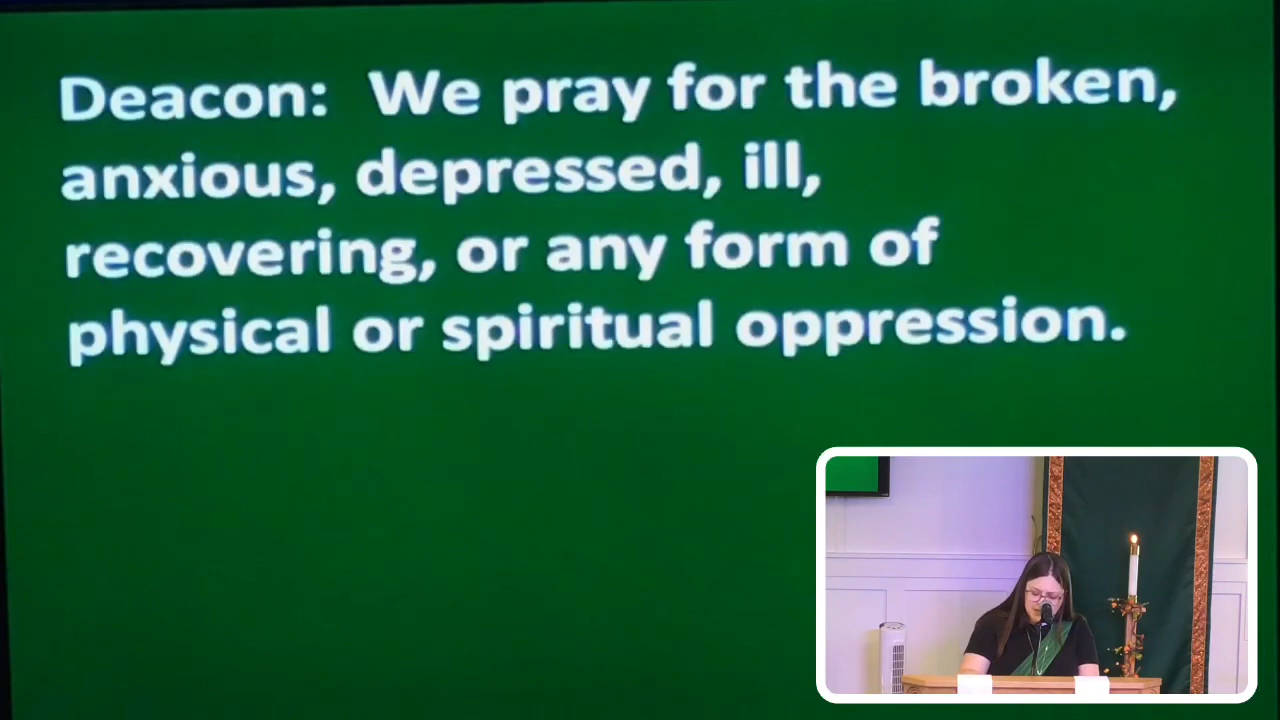 Deacon: We pray for the broken,
anxious, depressed, ill,
recovering, or any form of
physical or spiritual oppression.